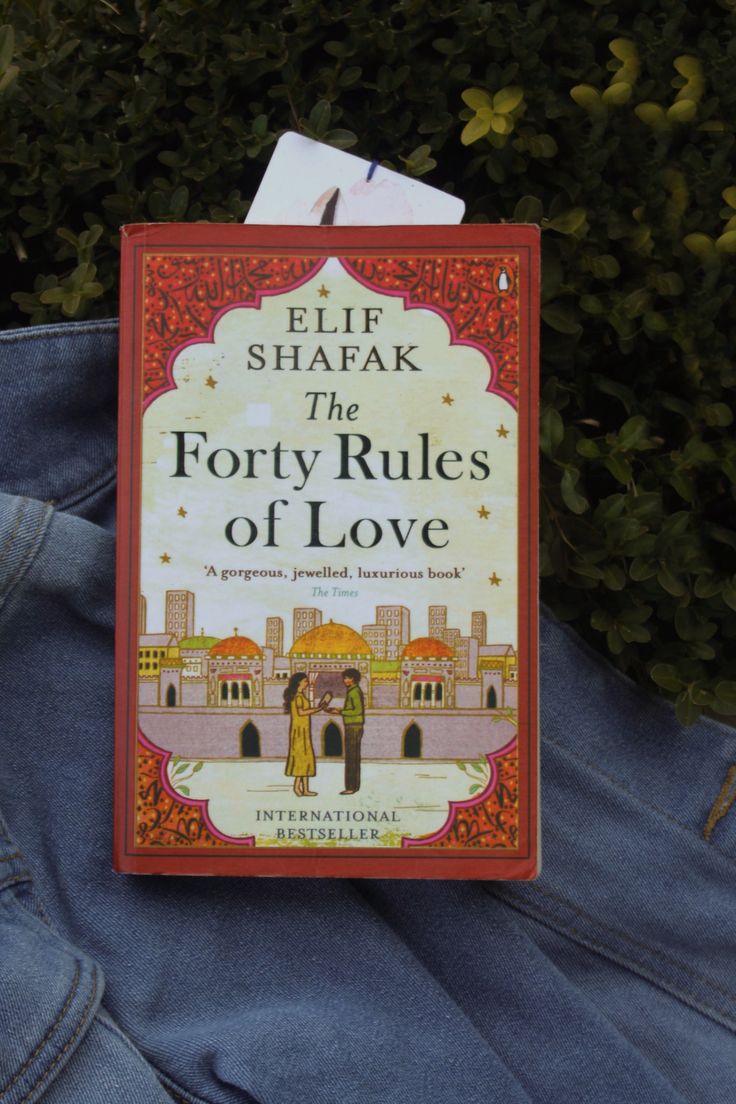 ELIF
SHAFAK
The
Forty Rules
of Love
‘A gorgeous, jewelled, luxurious book’
The Times
INTERNATIONAL
BESTSELLER